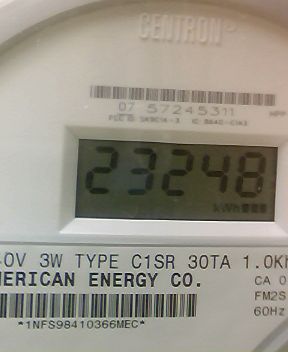 CENTRON
07 57245311
23248
kWh
0V 3W TYPE C1SR 30TA 1.0K
MERICAN ENERGY CO.
CA 0
FM2S
60Hz
*1NFS98410366MEC*